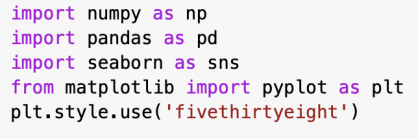 import numpy as np
import pandas as pd
import seaborn as sns
from matplotlib import pyplot as plt
plt.style.use('fivethirtyeight')